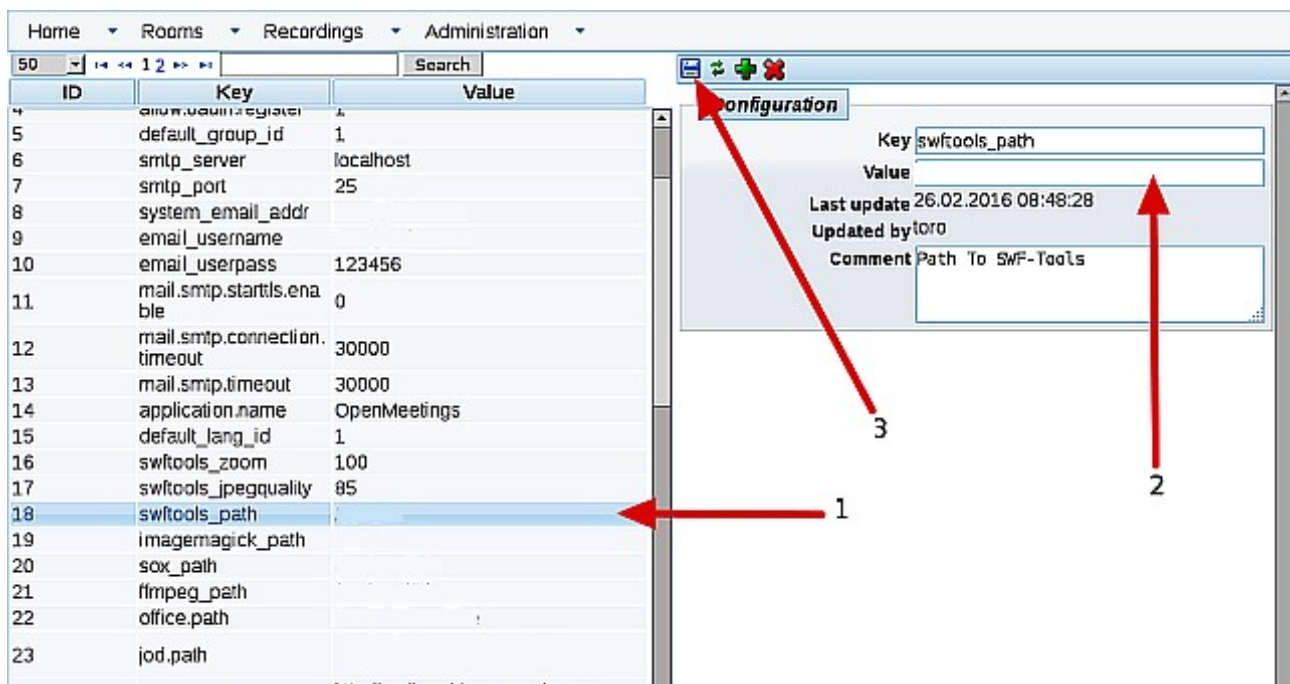 Home Rooms Recordings Administration
50 1 2 Search
ID Key Value
5 default_group_id 1
6 smtp_server localhost
7 smtp_port 25
8 system_email_addr
9 email_username
10 email_userpass 123456
11 mail.smtp.starttls.ena
ble 0
12 mail.smtp.connection.
timeout 30000
13 mail.smtp.timeout 30000
14 application.name OpenMeetings
15 default_lang_id 1
16 swftools_zoom 100
17 swftools_jpegquality 85
18 swftools_path
19 imagemagick_path
20 sox_path
21 ffmpeg_path
22 office.path
23 jod.path
Configuration
Key swftools_path
Value
Last update 26.02.2016 08:48:28
Updated by toro
Comment Path To SWF-Tools
3
2
1